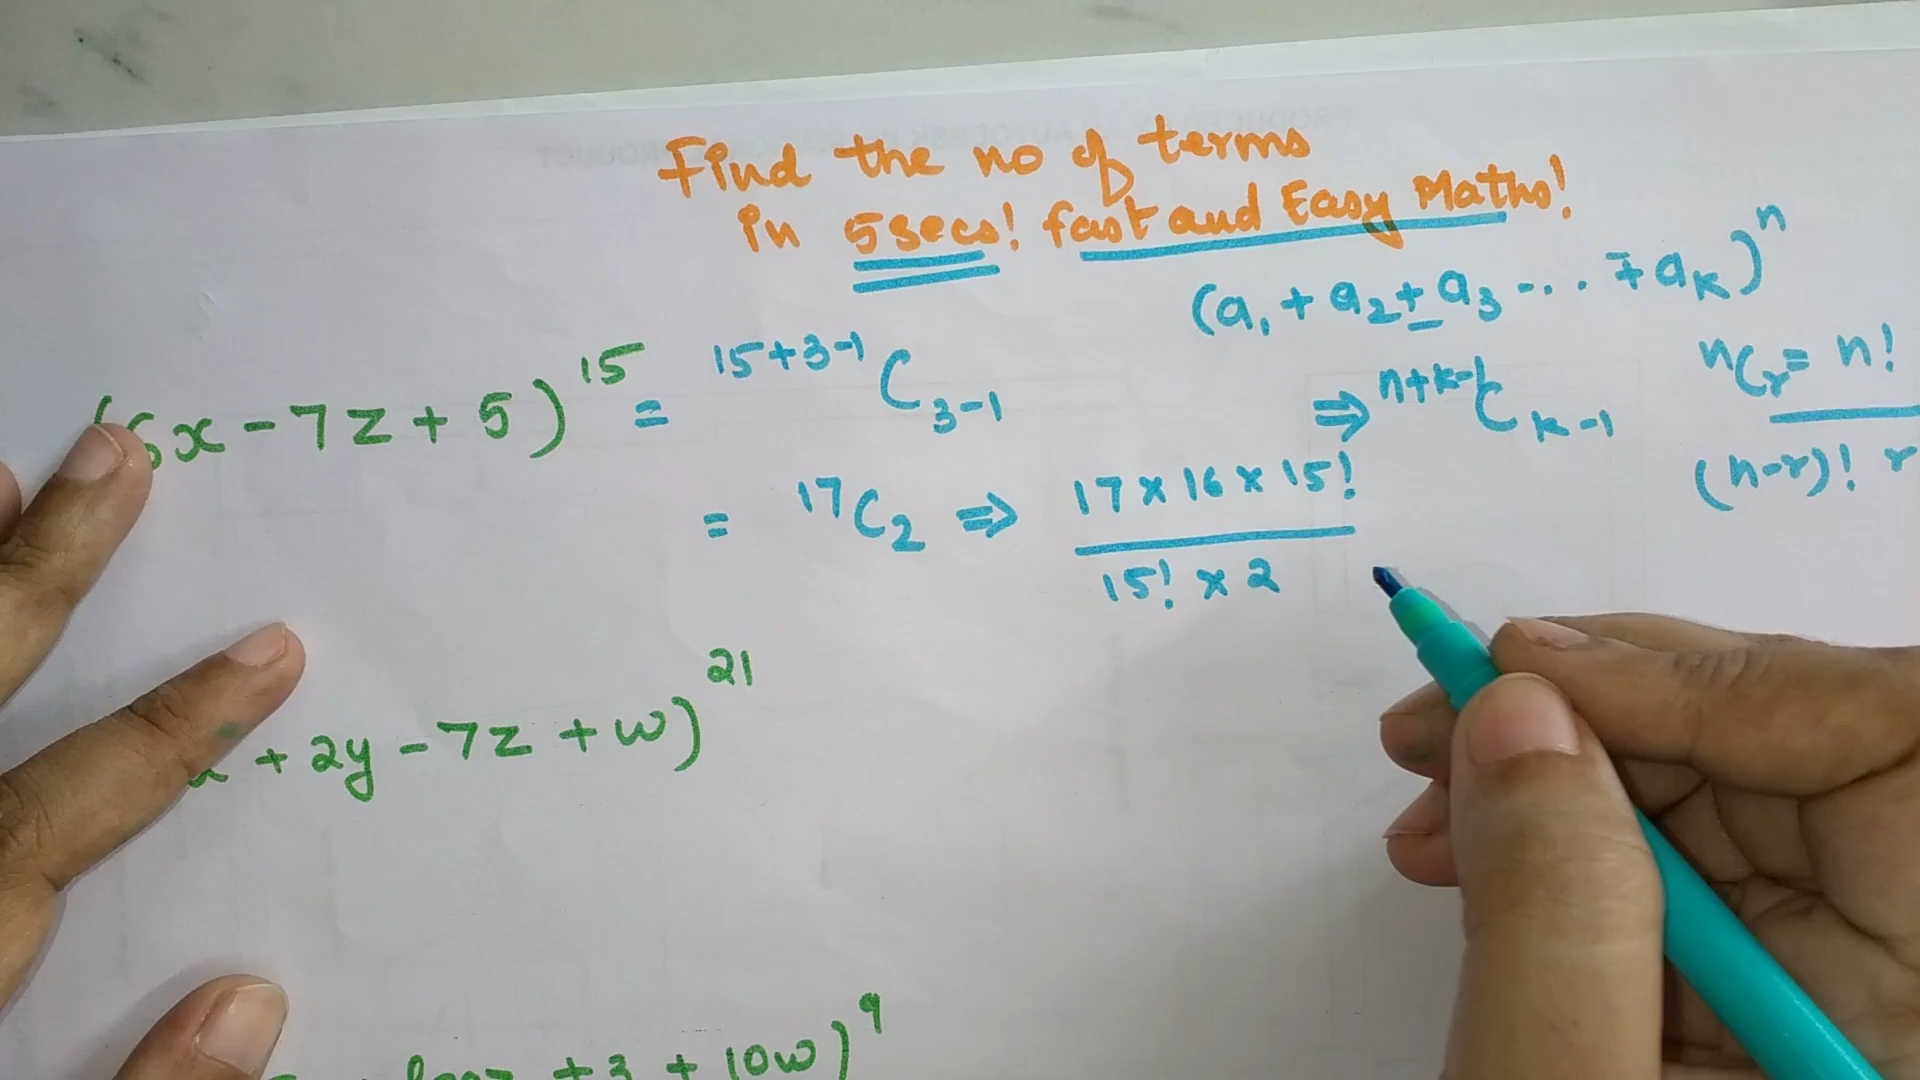 Find the no of terms
in 5secs! fast and Easy Maths!
(a₁ + a₂ + a₃ -... + aₖ)ⁿ
6x - 7z + 5)¹⁵ = ¹⁵⁺³⁻¹C₃₋₁
⇒ ⁿ⁺ᵏ⁻¹Cₖ₋₁
ⁿCᵣ = n!
(n-r)! r
= ¹⁷C₂ ⇒ 17 x 16 x 15!
15! x 2
+ 2y - 7z + w)²¹
+ 3 + 10w)⁹